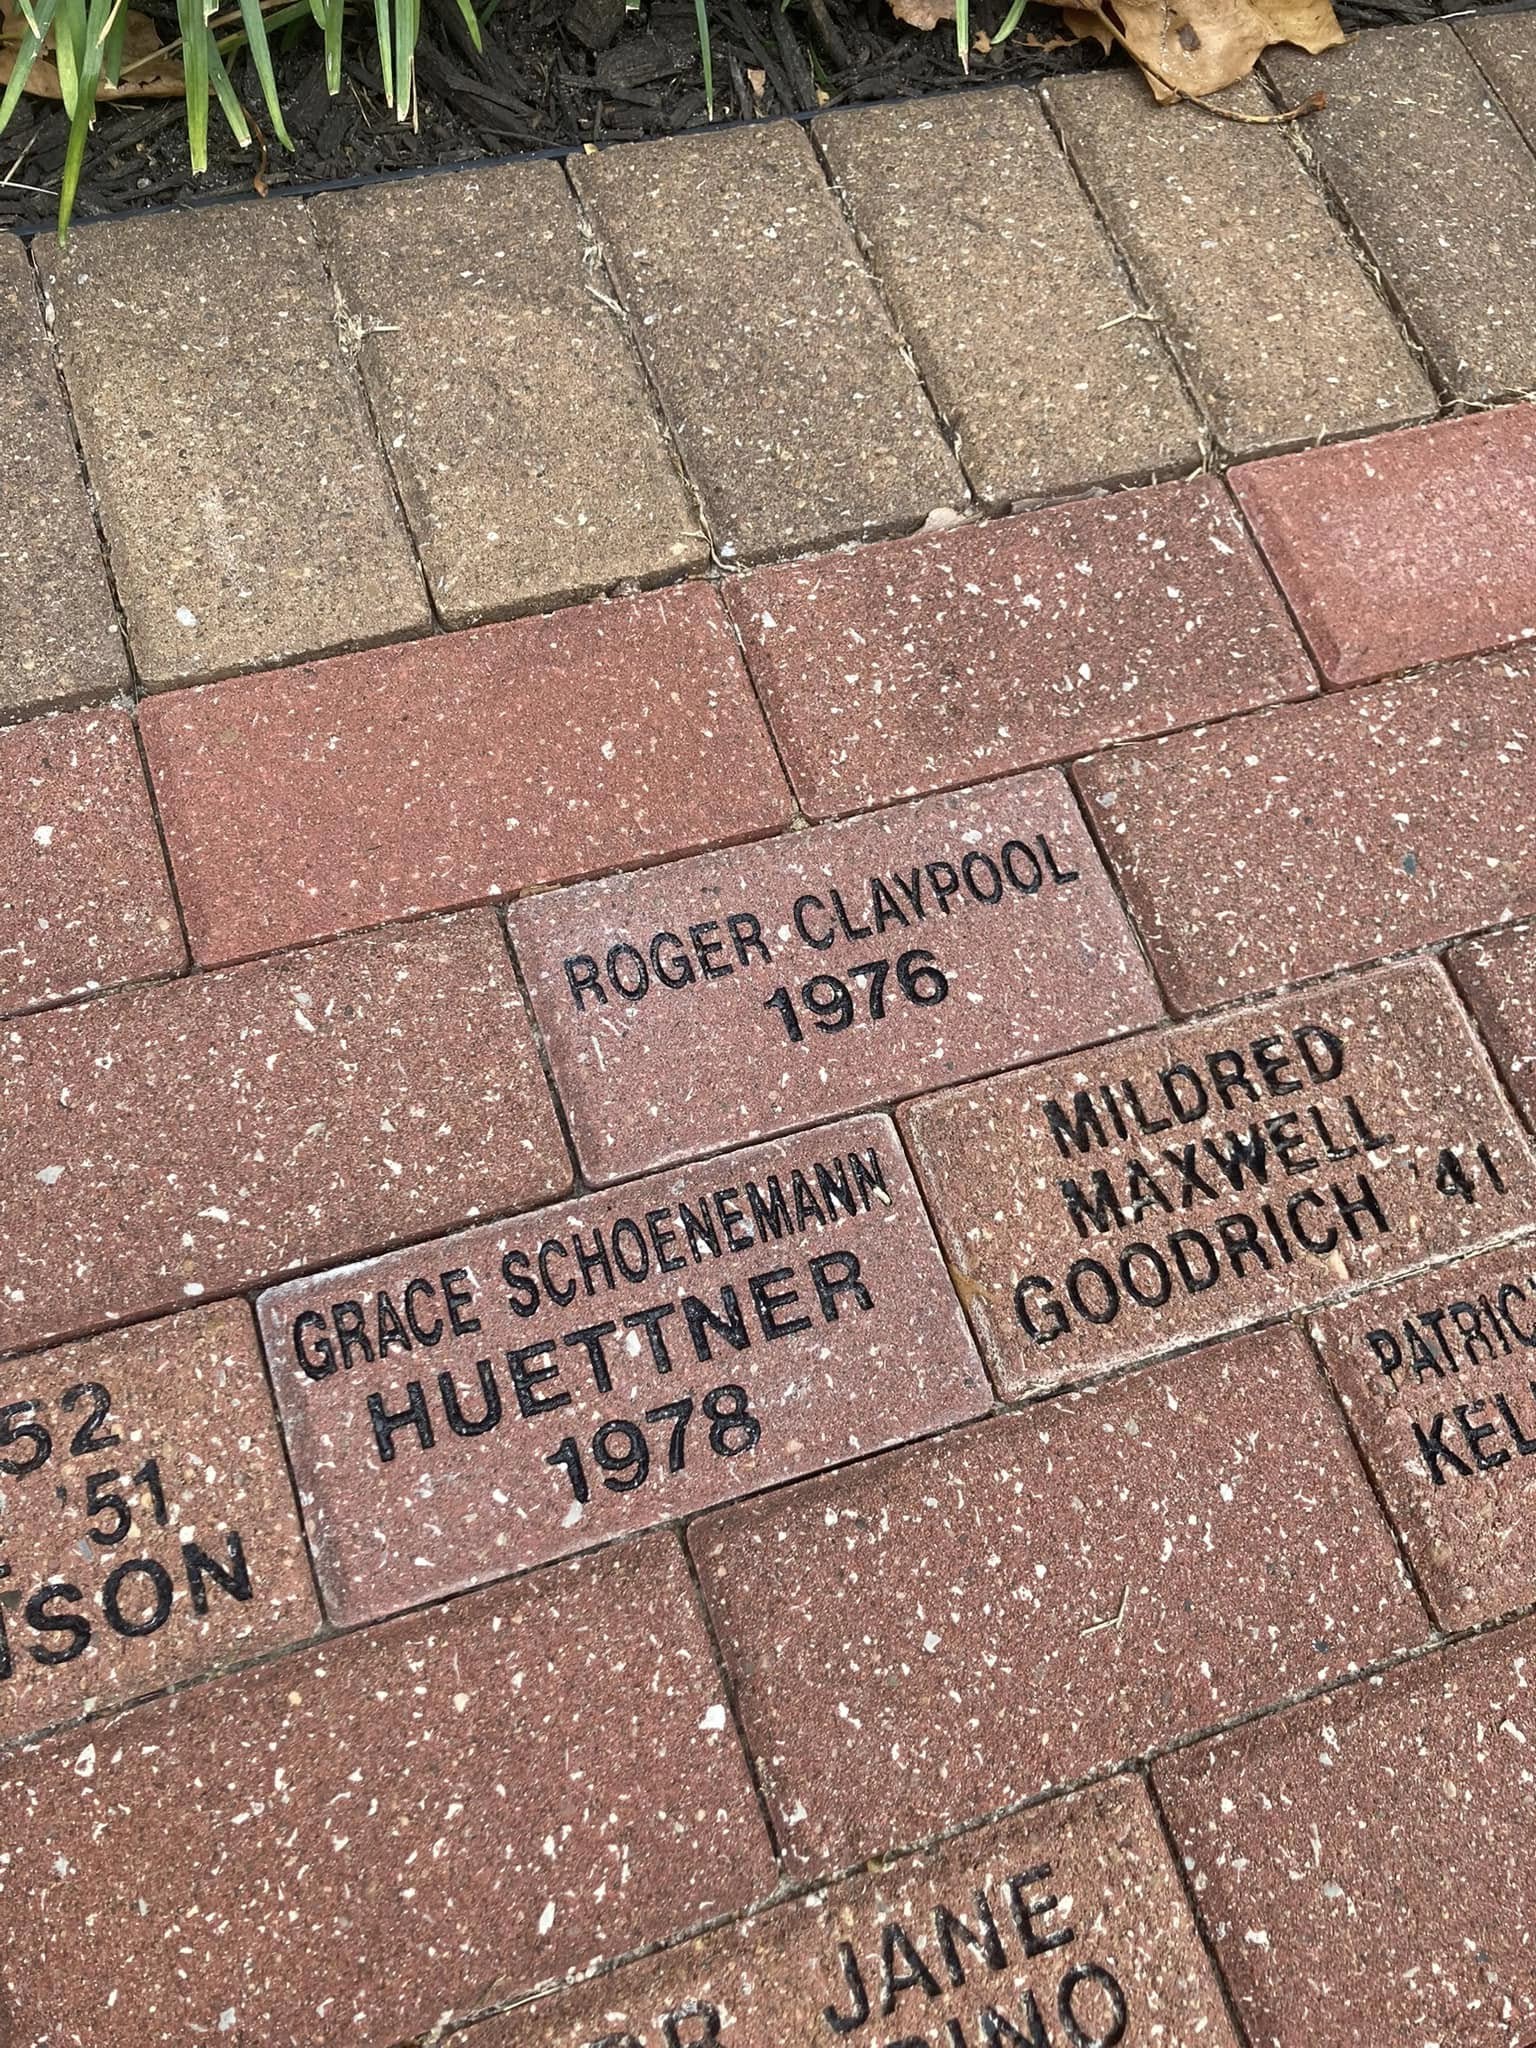 ROGER CLAYPOOL
1976
MILDRED
MAXWELL
GOODRICH '41
GRACE SCHOENEMANN
HUETTNER
1978
52
'51
JANE